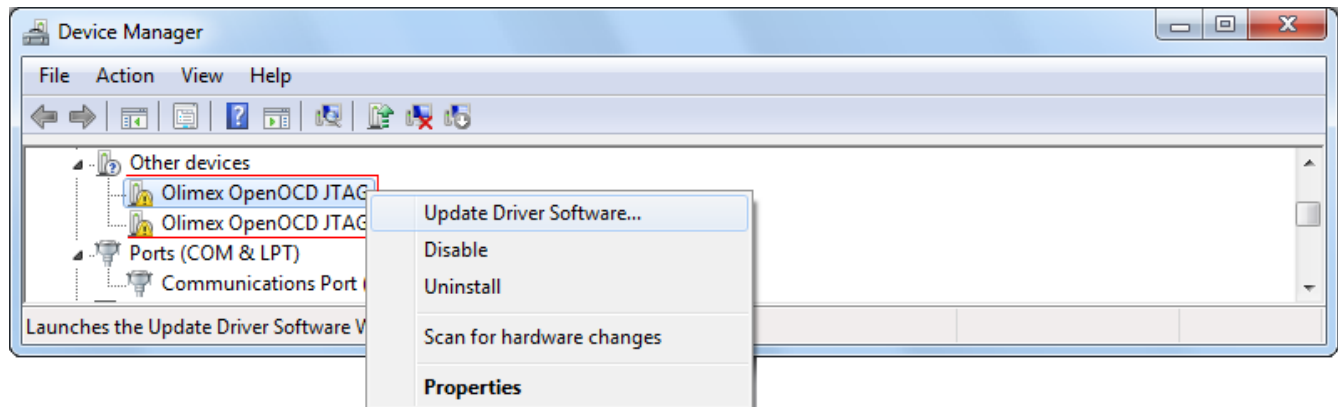 Device Manager
File Action View Help
Other devices
Olimex OpenOCD JTAG
Olimex OpenOCD JTAG
Ports (COM & LPT)
Communications Port (
Launches the Update Driver Software W
Update Driver Software...
Disable
Uninstall
Scan for hardware changes
Properties